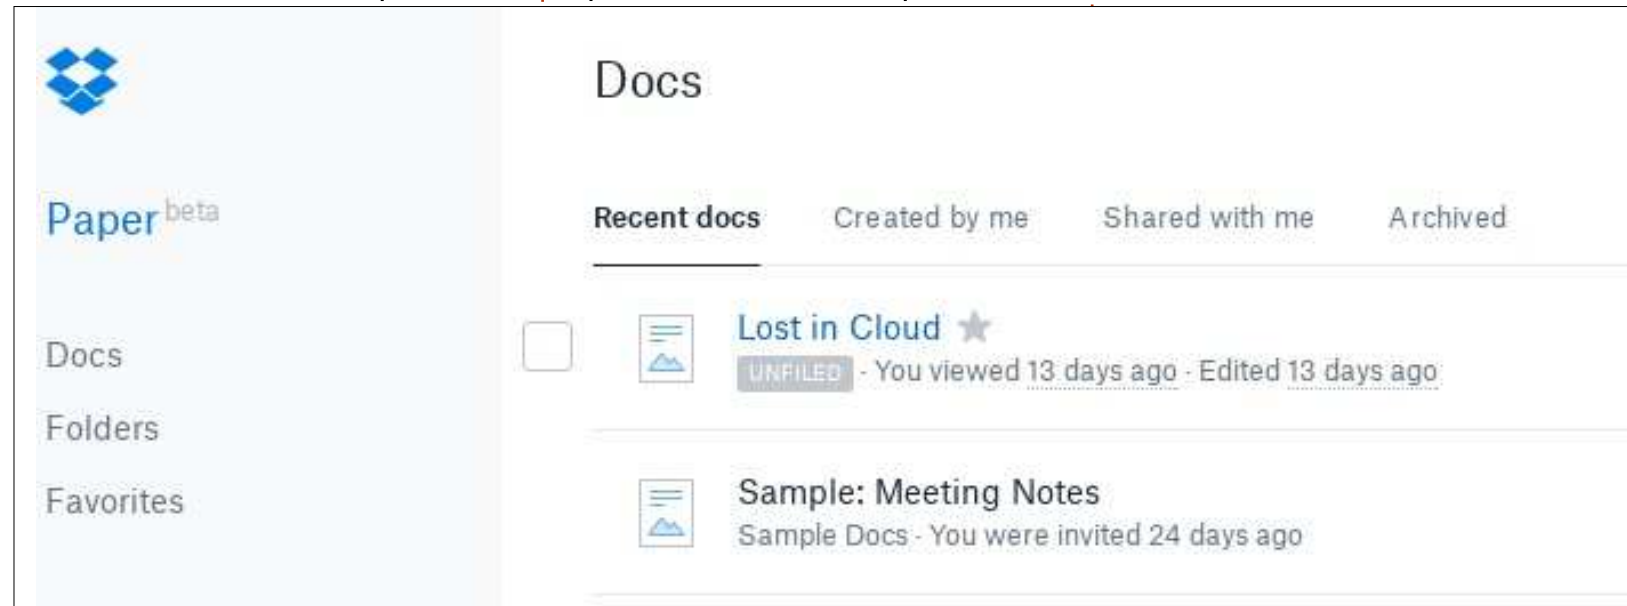 Docs
Paper beta
Recent docs Created by me Shared with me Archived
Docs
Folders
Favorites
Lost in Cloud
UNFILED · You viewed 13 days ago · Edited 13 days ago
Sample: Meeting Notes
Sample Docs · You were invited 24 days ago